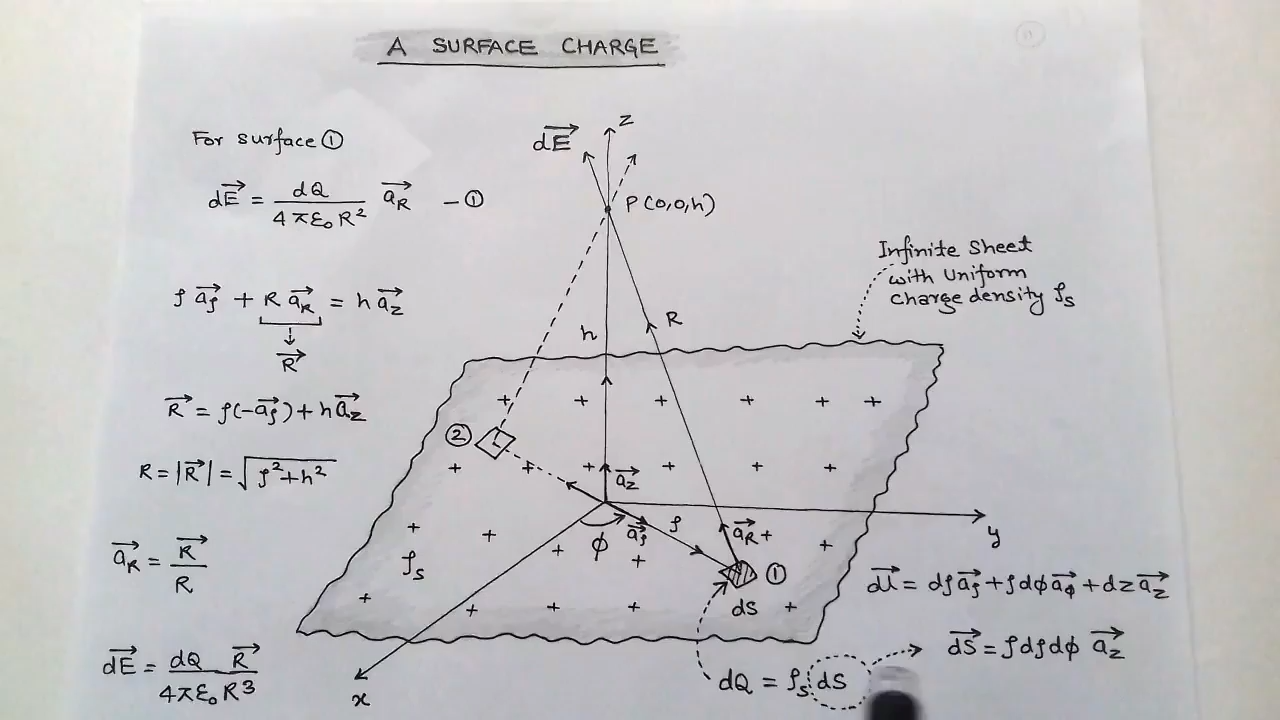 A SURFACE CHARGE
For surface ①
dE⃗ = dQ / 4πε₀R² a⃗R — ①
ρ a⃗ρ + R a⃗R = h a⃗z
R⃗
R⃗ = ρ(-a⃗ρ) + h a⃗z
R = |R⃗| = √(ρ² + h²)
a⃗R = R⃗ / R
dE⃗ = dQ R⃗ / 4πε₀R³
dE⃗
z
P(0,0,h)
h
R
Infinite Sheet
with Uniform
charge density ρs
②
a⃗z
ρ
a⃗ρ
a⃗R
y
ϕ
ρs
①
dS
x
dQ = ρs dS
dl⃗ = dρ a⃗ρ + ρ dϕ a⃗ϕ + dz a⃗z
dS⃗ = ρ dρ dϕ a⃗z